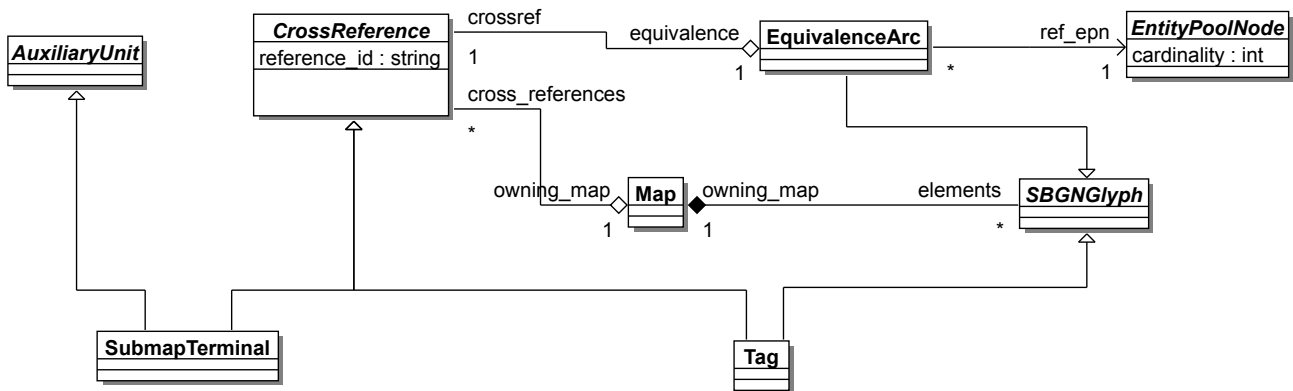 crossref
CrossReference
reference_id : string
1
equivalence
1
EquivalenceArc
*
ref_epn
1
EntityPoolNode
cardinality : int
AuxiliaryUnit
cross_references
*
owning_map
1
Map
owning_map
1
elements
*
SBGNGlyph
SubmapTerminal
Tag